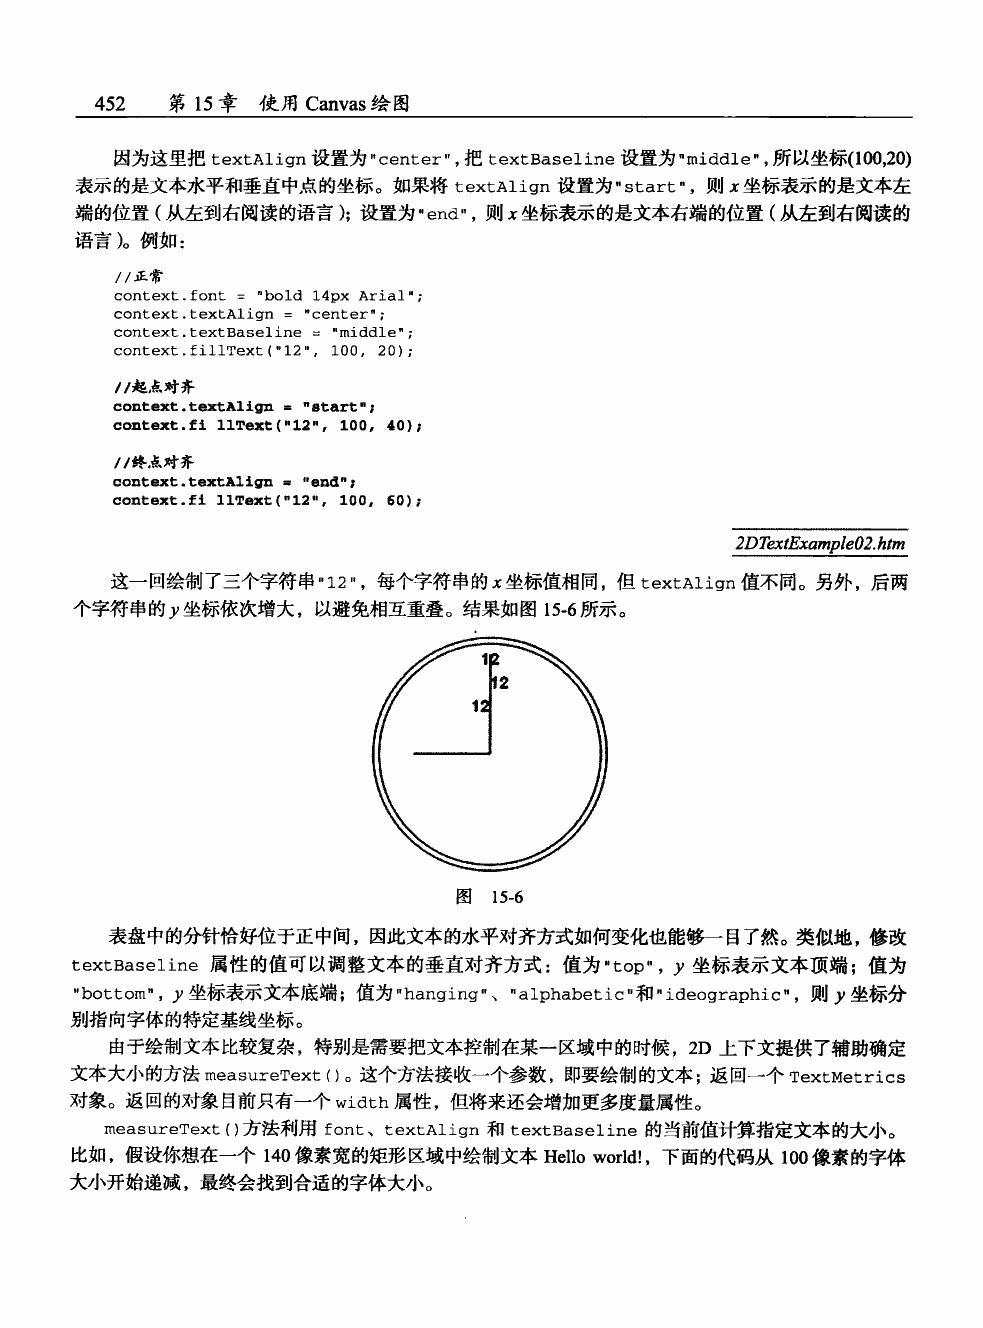 452 第 15 章 使用 Canvas 绘图
因为这里把 textAlign 设置为"center",把 textBaseline 设置为"middle",所以坐标(100,20)
表示的是文本水平和垂直中点的坐标。如果将 textAlign 设置为"start"，则 x 坐标表示的是文本左
端的位置（从左到右阅读的语言）；设置为"end"，则 x 坐标表示的是文本右端的位置（从左到右阅读的
语言）。例如：
//正常
context.font = "bold 14px Arial";
context.textAlign = "center";
context.textBaseline = "middle";
context.fillText("12", 100, 20);
//起点对齐
context.textAlign = "start";
context.fi llText("12", 100, 40);
//终点对齐
context.textAlign = "end";
context.fi llText("12", 100, 60);
2DTextExample02.htm
这一回绘制了三个字符串"12"，每个字符串的 x 坐标值相同，但 textAlign 值不同。另外，后两
个字符串的 y 坐标依次增大，以避免相互重叠。结果如图 15-6 所示。
12
12
12
图 15-6
表盘中的分针恰好位于正中间，因此文本的水平对齐方式如何变化也能够一目了然。类似地，修改
textBaseline 属性的值可以调整文本的垂直对齐方式：值为"top"，y 坐标表示文本顶端；值为
"bottom"，y 坐标表示文本底端；值为"hanging"、"alphabetic"和"ideographic"，则 y 坐标分
别指向字体的特定基线坐标。
由于绘制文本比较复杂，特别是需要把文本控制在某一区域中的时候，2D 上下文提供了辅助确定
文本大小的方法 measureText()。这个方法接收一个参数，即要绘制的文本；返回一个 TextMetrics
对象。返回的对象目前只有一个 width 属性，但将来还会增加更多度量属性。
measureText()方法利用 font、textAlign 和 textBaseline 的当前值计算指定文本的大小。
比如，假设你想在一个 140 像素宽的矩形区域中绘制文本 Hello world!，下面的代码从 100 像素的字体
大小开始递减，最终会找到合适的字体大小。